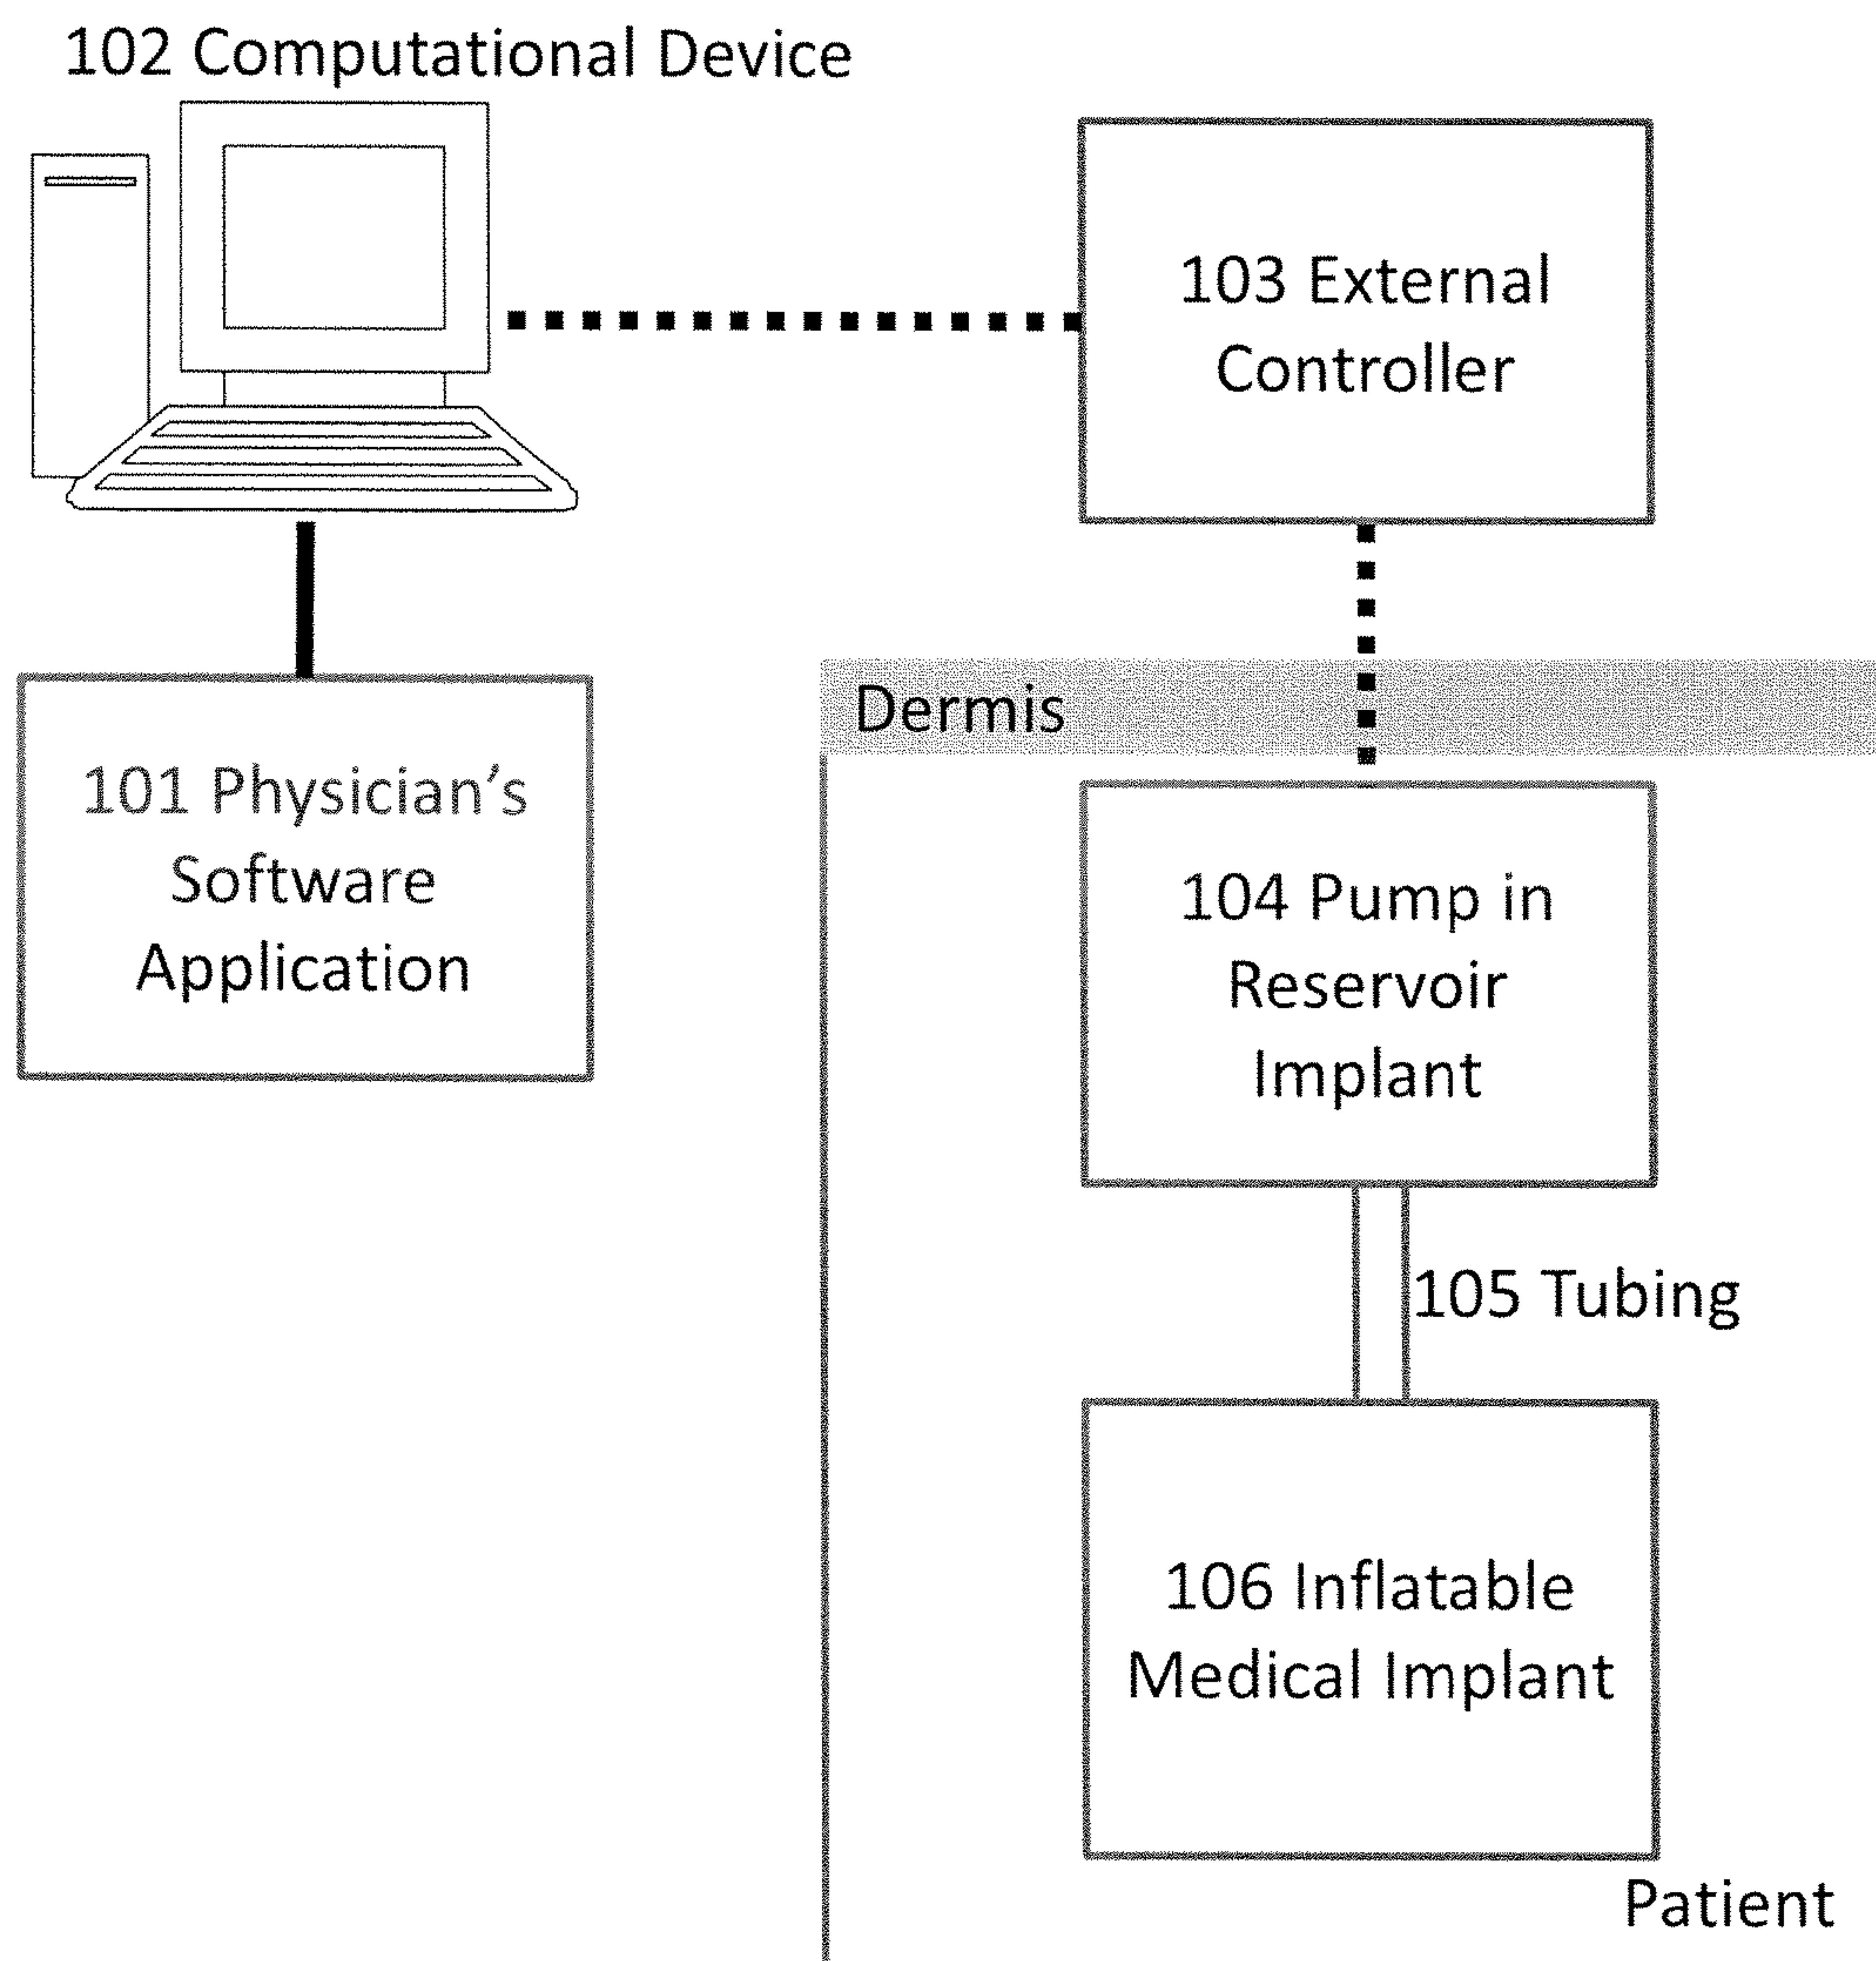 102 Computational Device
103 External
Controller
Dermis
101 Physician's
Software
Application
104 Pump in
Reservoir
Implant
105 Tubing
106 Inflatable
Medical Implant
Patient